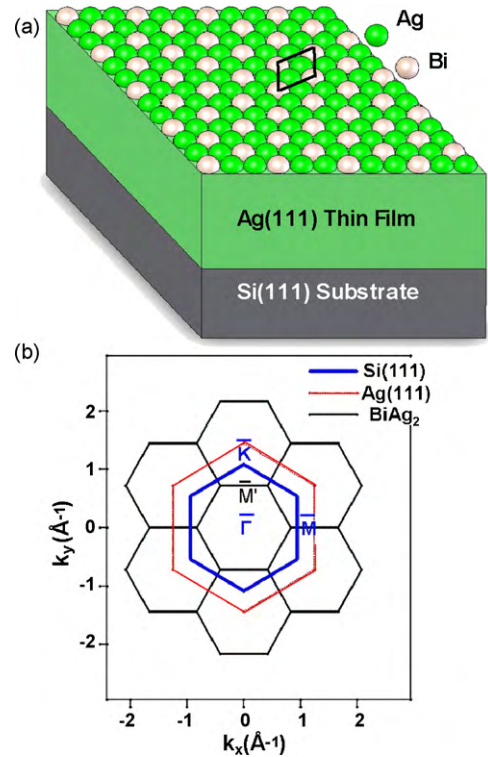 (a)
Ag
Bi
Ag(111) Thin Film
Si(111) Substrate
(b)
Si(111)
Ag(111)
BiAg₂
2
1
0
-1
-2
K̅
M̅'
Γ̅
M̅
kᵧ(Å⁻¹)
-2 -1 0 1 2
kₓ(Å⁻¹)